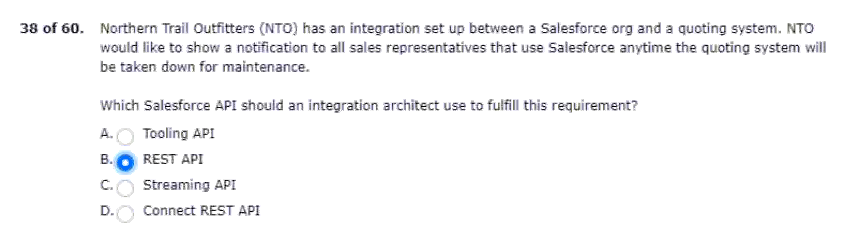 38 of 60. Northern Trail Outfitters (NTO) has an integration set up between a Salesforce org and a quoting system. NTO
would like to show a notification to all sales representatives that use Salesforce anytime the quoting system will
be taken down for maintenance.
Which Salesforce API should an integration architect use to fulfill this requirement?
A. Tooling API
B. REST API
C. Streaming API
D. Connect REST API